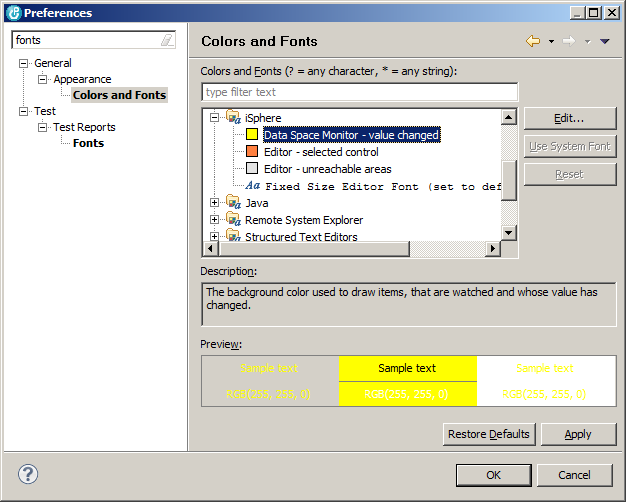 Preferences
fonts
Colors and Fonts
General
Appearance
Colors and Fonts
Test
Test Reports
Fonts
Colors and Fonts (? = any character, * = any string):
type filter text
iSphere
Data Space Monitor - value changed
Editor - selected control
Editor - unreachable areas
Aa Fixed Size Editor Font (set to def
Java
Remote System Explorer
Structured Text Editors
Edit...
Use System Font
Reset
Description:
The background color used to draw items, that are watched and whose value has
changed.
Preview:
Sample text Sample text Sample text
RGB(255, 255, 0) RGB(255, 255, 0) RGB(255, 255, 0)
Restore Defaults Apply
? OK Cancel